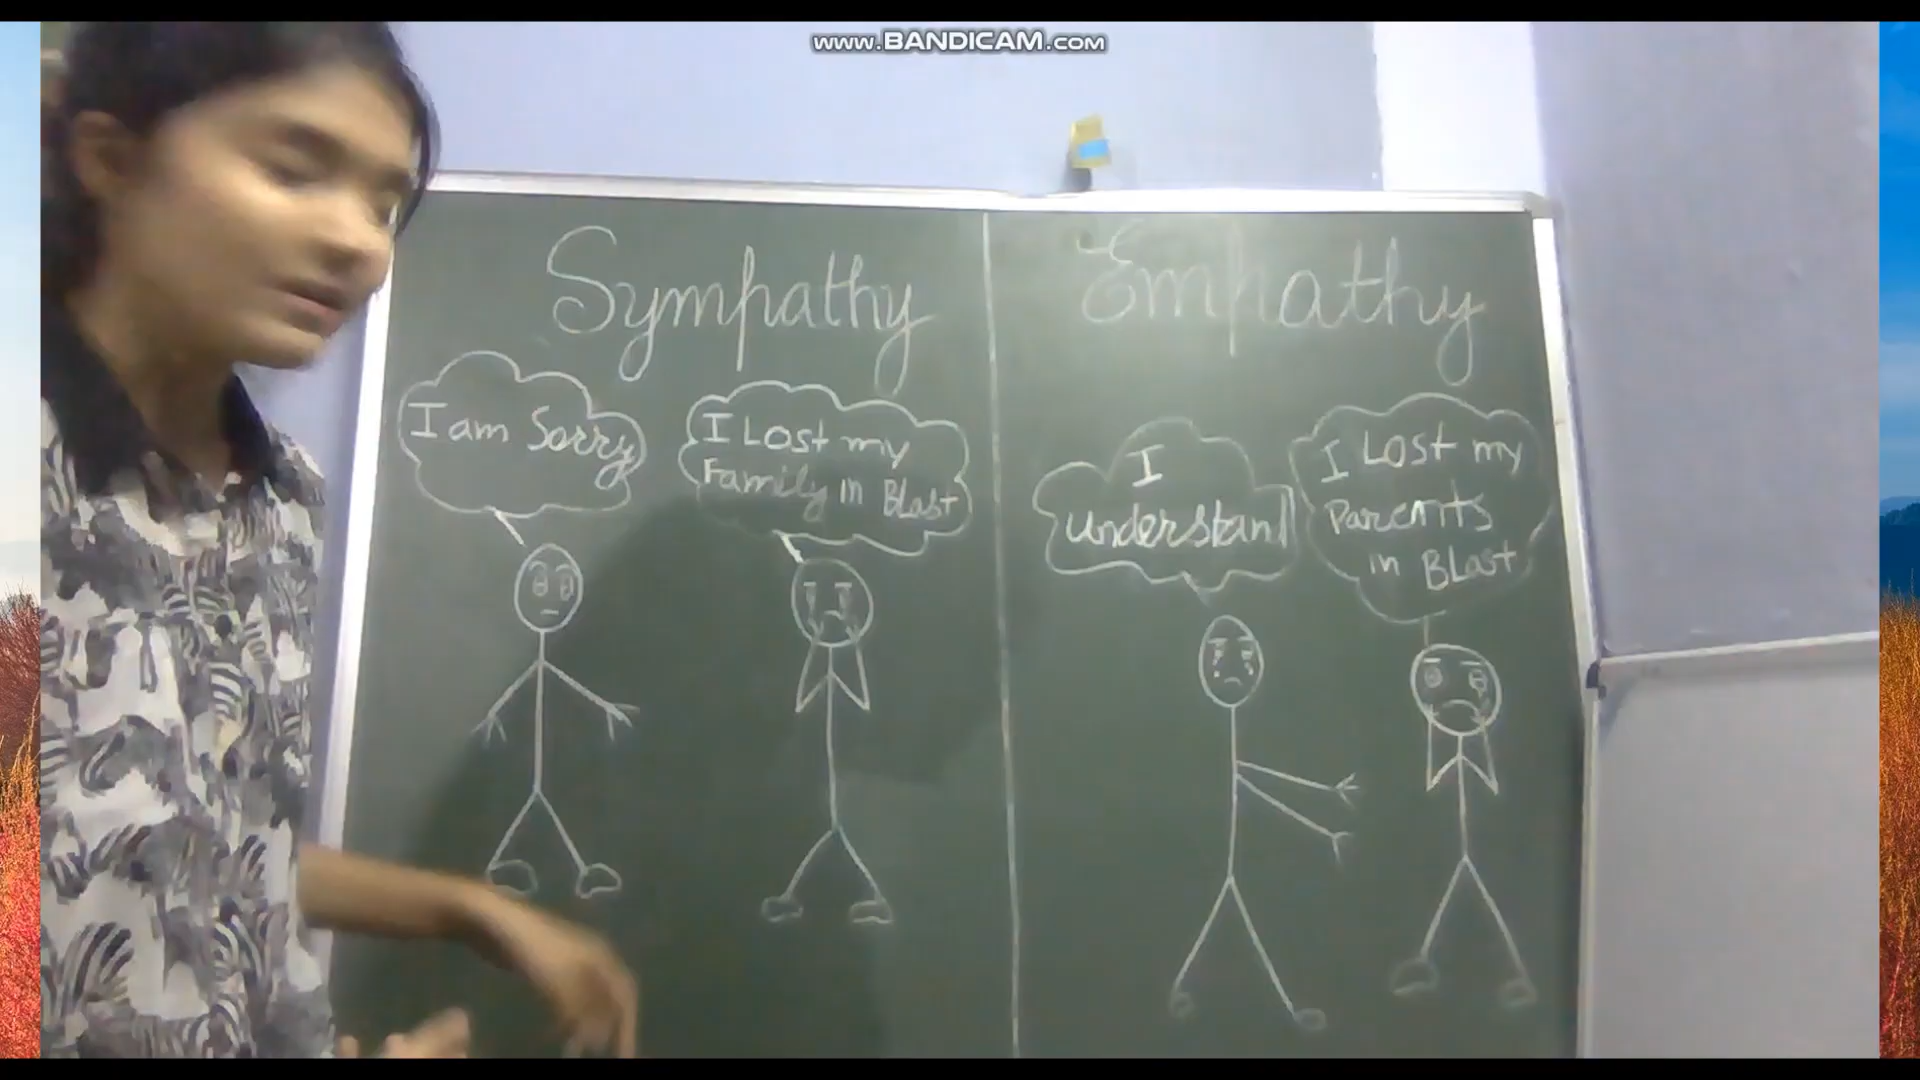 www.BANDICAM.com
Sympathy
Empathy
I am Sorry
I Lost my
Family in Blast
I
understand
I Lost my
Parents
in Blast